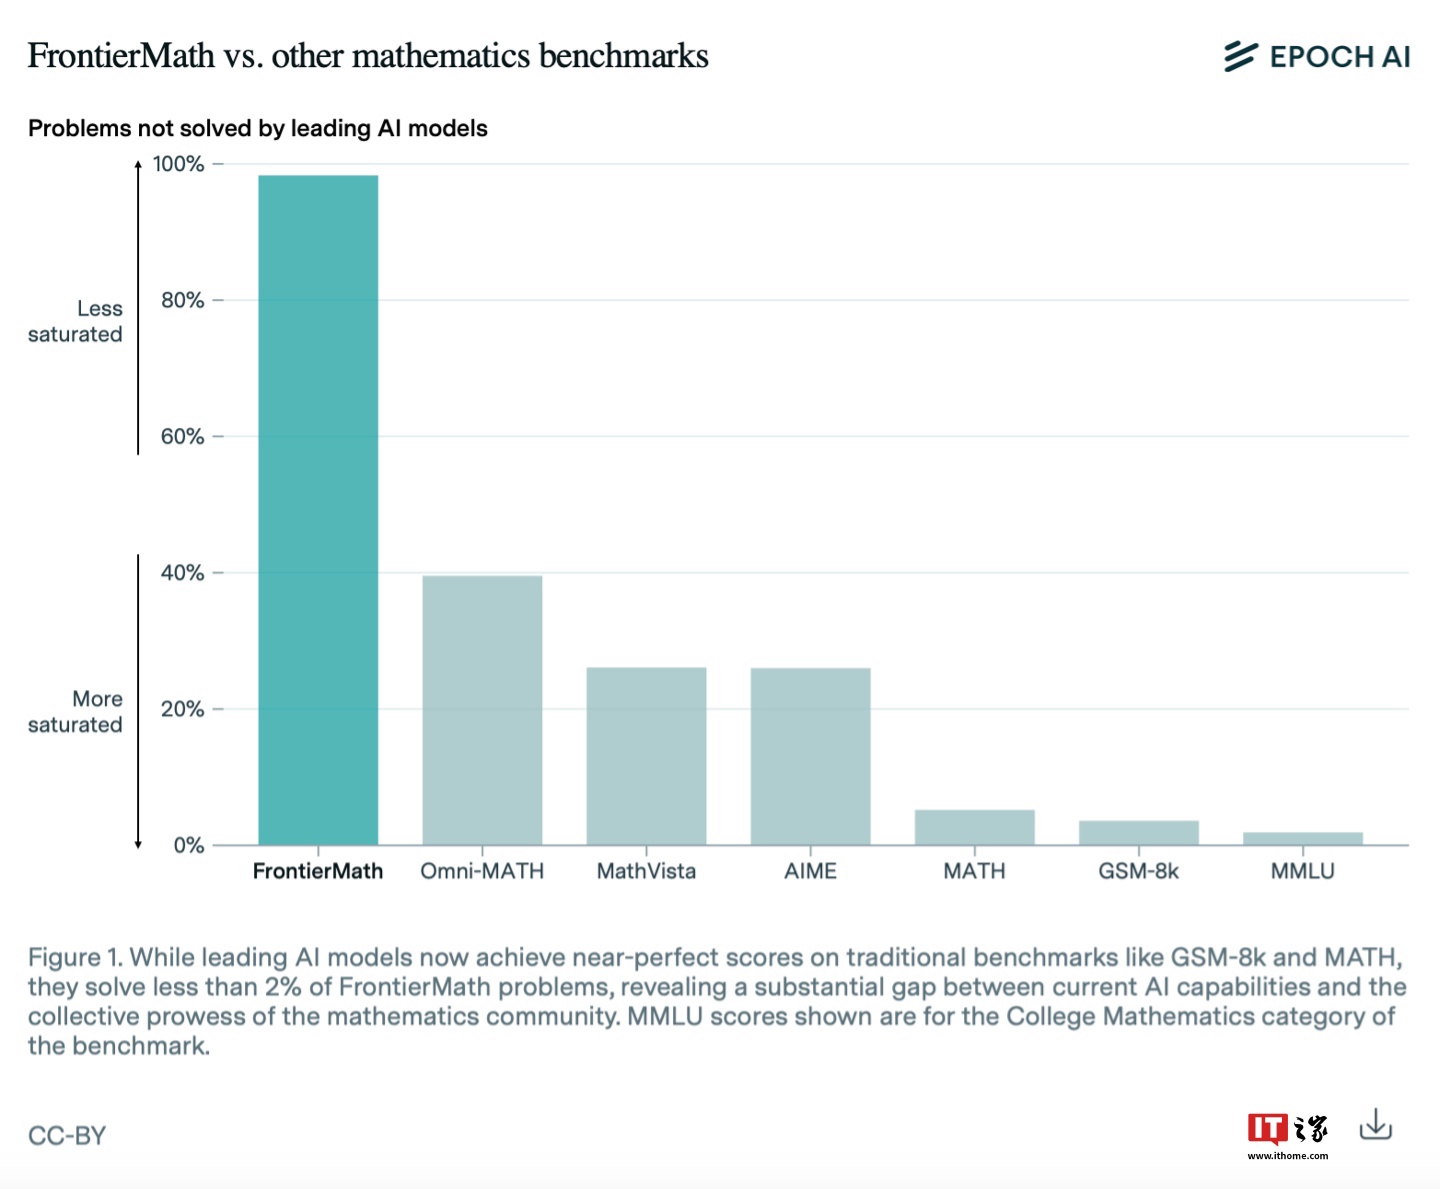 FrontierMath vs. other mathematics benchmarks
EPOCH AI
Problems not solved by leading AI models
100%
80%
60%
40%
20%
0%
Less
saturated
More
saturated
FrontierMath
Omni-MATH
MathVista
AIME
MATH
GSM-8k
MMLU
Figure 1. While leading AI models now achieve near-perfect scores on traditional benchmarks like GSM-8k and MATH,
they solve less than 2% of FrontierMath problems, revealing a substantial gap between current AI capabilities and the
collective prowess of the mathematics community. MMLU scores shown are for the College Mathematics category of
the benchmark.
CC-BY
IT之家
www.ithome.com